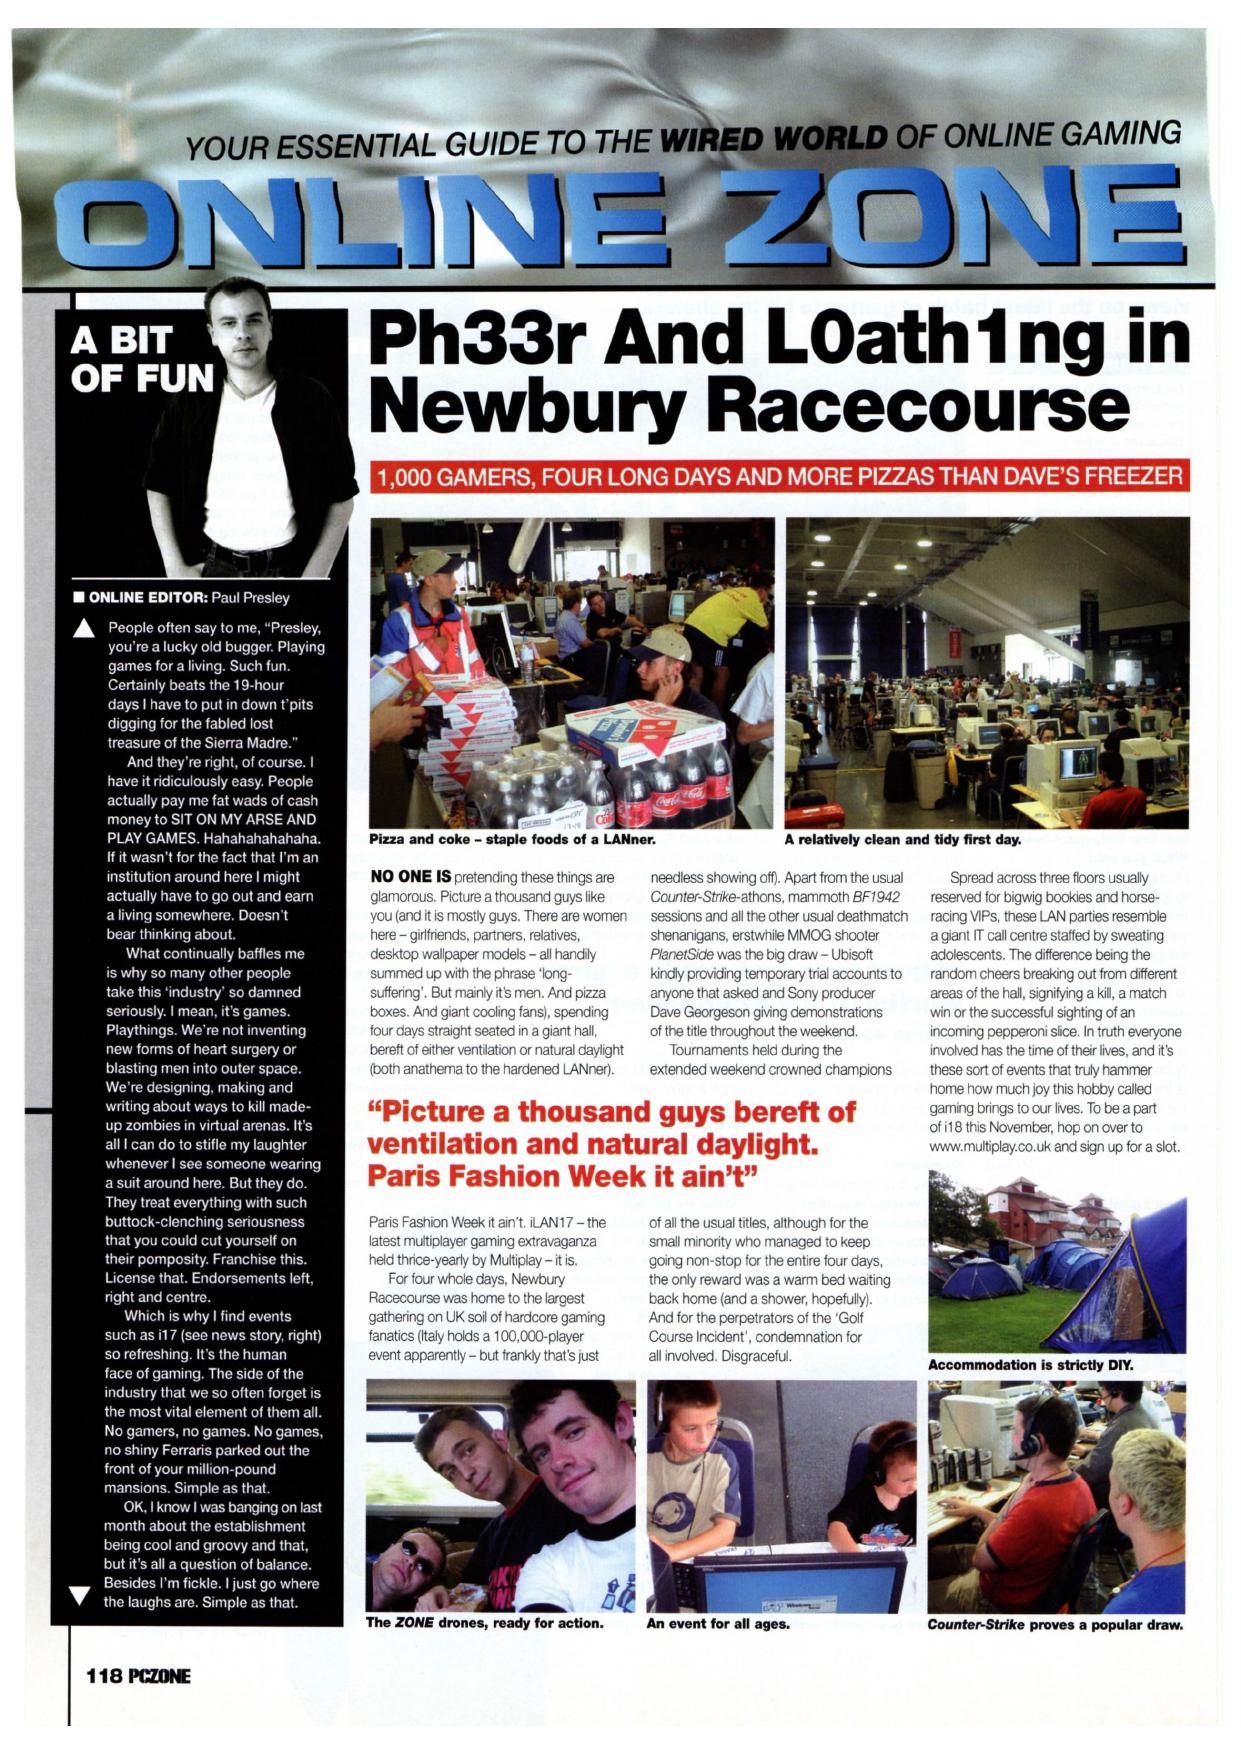 YOUR ESSENTIAL GUIDE TO THE WIRED WORLD OF ONLINE GAMING
ONLINE ZONE
A BIT
OF FUN
■ ONLINE EDITOR: Paul Presley
People often say to me, “Presley,
you're a lucky old bugger. Playing
games for a living. Such fun.
Certainly beats the 19-hour
days I have to put in down t'pits
digging for the fabled lost
treasure of the Sierra Madre.”
And they're right, of course. I
have it ridiculously easy. People
actually pay me fat wads of cash
money to SIT ON MY ARSE AND
PLAY GAMES. Hahahahahahaha.
If it wasn't for the fact that I'm an
institution around here I might
actually have to go out and earn
a living somewhere. Doesn't
bear thinking about.
What continually baffles me
is why so many other people
take this 'industry' so damned
seriously. I mean, it's games.
Playthings. We're not inventing
new forms of heart surgery or
blasting men into outer space.
We're designing, making and
writing about ways to kill made-
up zombies in virtual arenas. It's
all I can do to stifle my laughter
whenever I see someone wearing
a suit around here. But they do.
They treat everything with such
buttock-clenching seriousness
that you could cut yourself on
their pomposity. Franchise this.
License that. Endorsements left,
right and centre.
Which is why I find events
such as i17 (see news story, right)
so refreshing. It's the human
face of gaming. The side of the
industry that we so often forget is
the most vital element of them all.
No gamers, no games. No games,
no shiny Ferraris parked out the
front of your million-pound
mansions. Simple as that.
OK, I know I was banging on last
month about the establishment
being cool and groovy and that,
but it's all a question of balance.
Besides I'm fickle. I just go where
the laughs are. Simple as that.
Ph33r And L0ath1ng in
Newbury Racecourse
1,000 GAMERS, FOUR LONG DAYS AND MORE PIZZAS THAN DAVE'S FREEZER
Pizza and coke – staple foods of a LANner.
A relatively clean and tidy first day.
NO ONE IS pretending these things are
glamorous. Picture a thousand guys like
you (and it is mostly guys. There are women
here – girlfriends, partners, relatives,
desktop wallpaper models – all handily
summed up with the phrase 'long-
suffering'. But mainly it's men. And pizza
boxes. And giant cooling fans), spending
four days straight seated in a giant hall,
bereft of either ventilation or natural daylight
(both anathema to the hardened LANner).
“Picture a thousand guys bereft of
ventilation and natural daylight.
Paris Fashion Week it ain't”
Paris Fashion Week it ain't. iLAN17 – the
latest multiplayer gaming extravaganza
held thrice-yearly by Multiplay – it is.
For four whole days, Newbury
Racecourse was home to the largest
gathering on UK soil of hardcore gaming
fanatics (Italy holds a 100,000-player
event apparently – but frankly that's just
needless showing off). Apart from the usual
Counter-Strike-athons, mammoth BF1942
sessions and all the other usual deathmatch
shenanigans, erstwhile MMOG shooter
PlanetSide was the big draw – Ubisoft
kindly providing temporary trial accounts to
anyone that asked and Sony producer
Dave Georgeson giving demonstrations
of the title throughout the weekend.
Tournaments held during the
extended weekend crowned champions
of all the usual titles, although for the
small minority who managed to keep
going non-stop for the entire four days,
the only reward was a warm bed waiting
back home (and a shower, hopefully).
And for the perpetrators of the 'Golf
Course Incident', condemnation for
all involved. Disgraceful.
Spread across three floors usually
reserved for bigwig bookies and horse-
racing VIPs, these LAN parties resemble
a giant IT call centre staffed by sweating
adolescents. The difference being the
random cheers breaking out from different
areas of the hall, signifying a kill, a match
win or the successful sighting of an
incoming pepperoni slice. In truth everyone
involved has the time of their lives, and it's
these sort of events that truly hammer
home how much joy this hobby called
gaming brings to our lives. To be a part
of i18 this November, hop on over to
www.multiplay.co.uk and sign up for a slot.
Accommodation is strictly DIY.
The ZONE drones, ready for action.
An event for all ages.
Counter-Strike proves a popular draw.
118 PCZONE